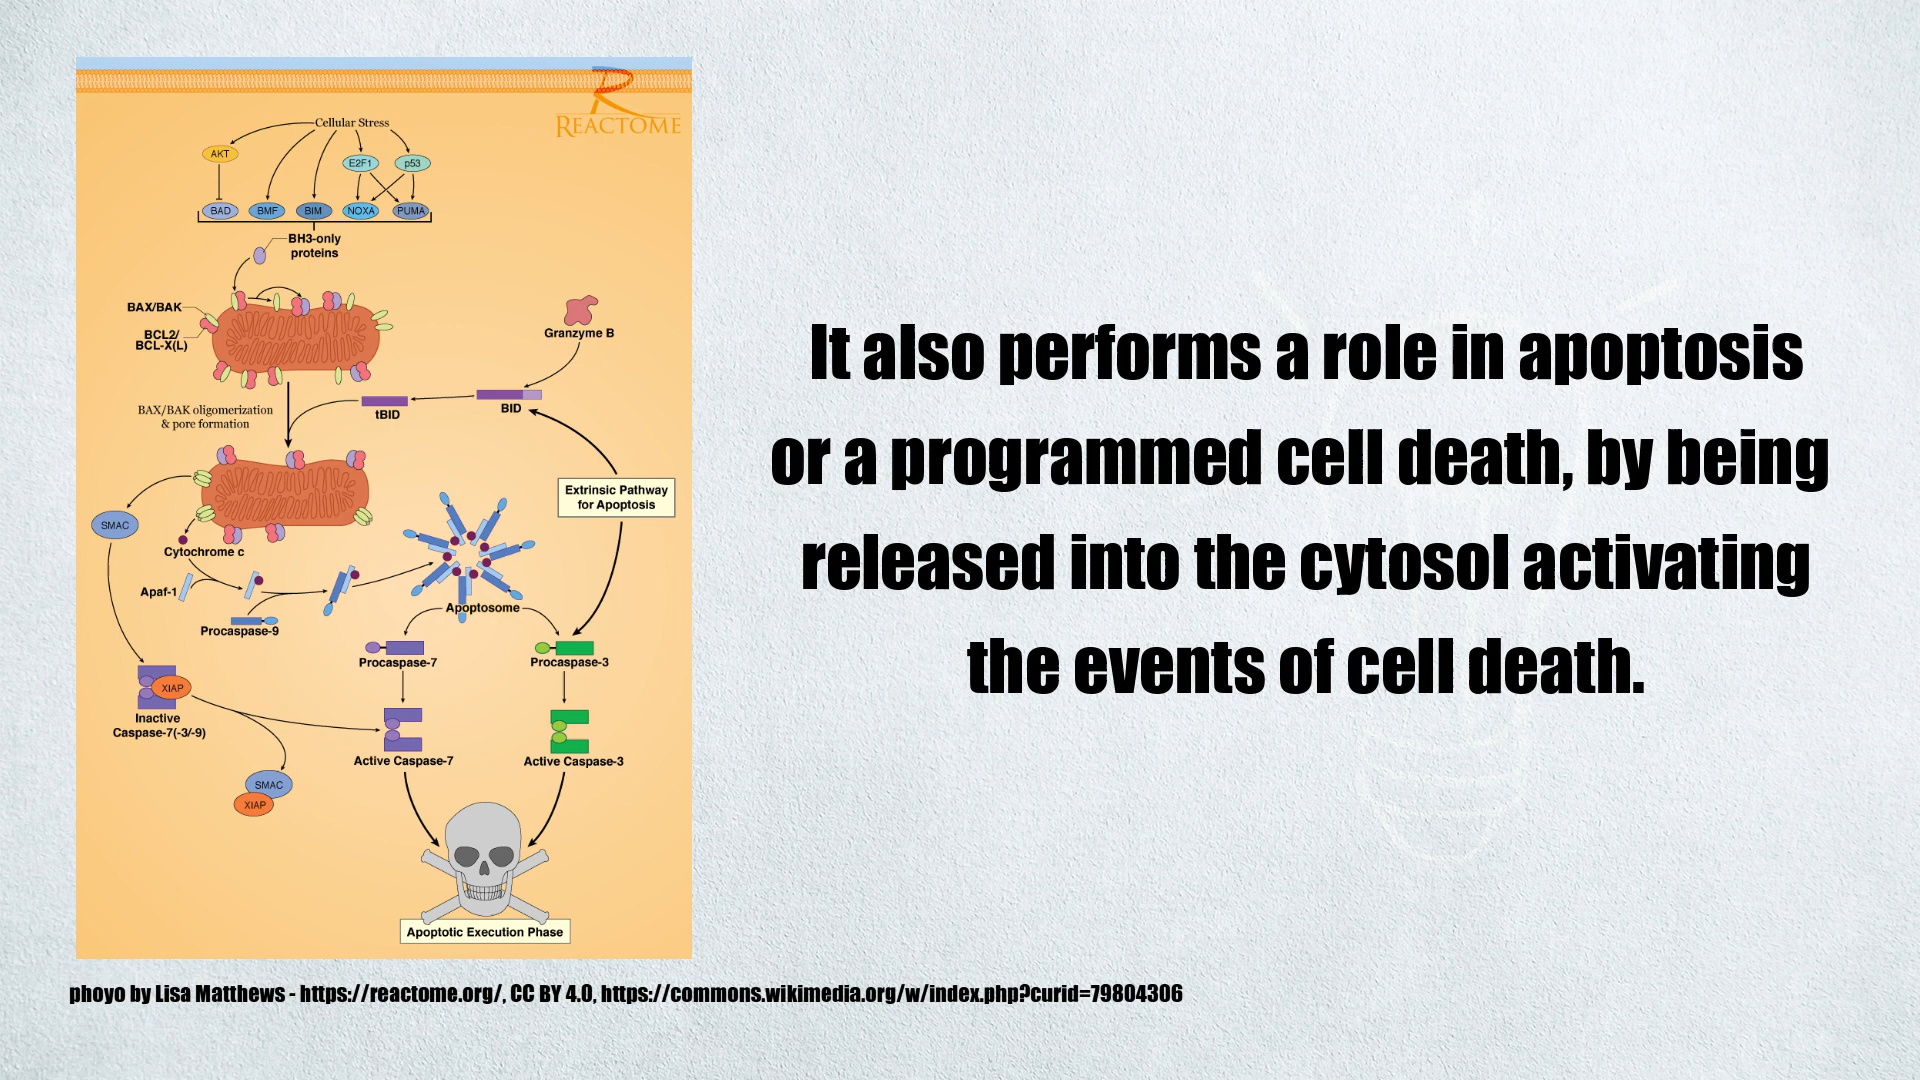 REACTOME
Cellular Stress
AKT
E2F1
p53
BAD
BMF
BIM
NOXA
PUMA
BH3-only
proteins
BAX/BAK
BCL2/
BCL-X(L)
Granzyme B
BAX/BAK oligomerization
& pore formation
tBID
BID
Extrinsic Pathway
for Apoptosis
SMAC
Cytochrome c
Apaf-1
Procaspase-9
Apoptosome
Procaspase-7
Procaspase-3
XIAP
Inactive
Caspase-7(-3/-9)
Active Caspase-7
Active Caspase-3
SMAC
XIAP
Apoptotic Execution Phase
It also performs a role in apoptosis
or a programmed cell death, by being
released into the cytosol activating
the events of cell death.
phoyo by Lisa Matthews - https://reactome.org/, CC BY 4.0, https://commons.wikimedia.org/w/index.php?curid=79804306